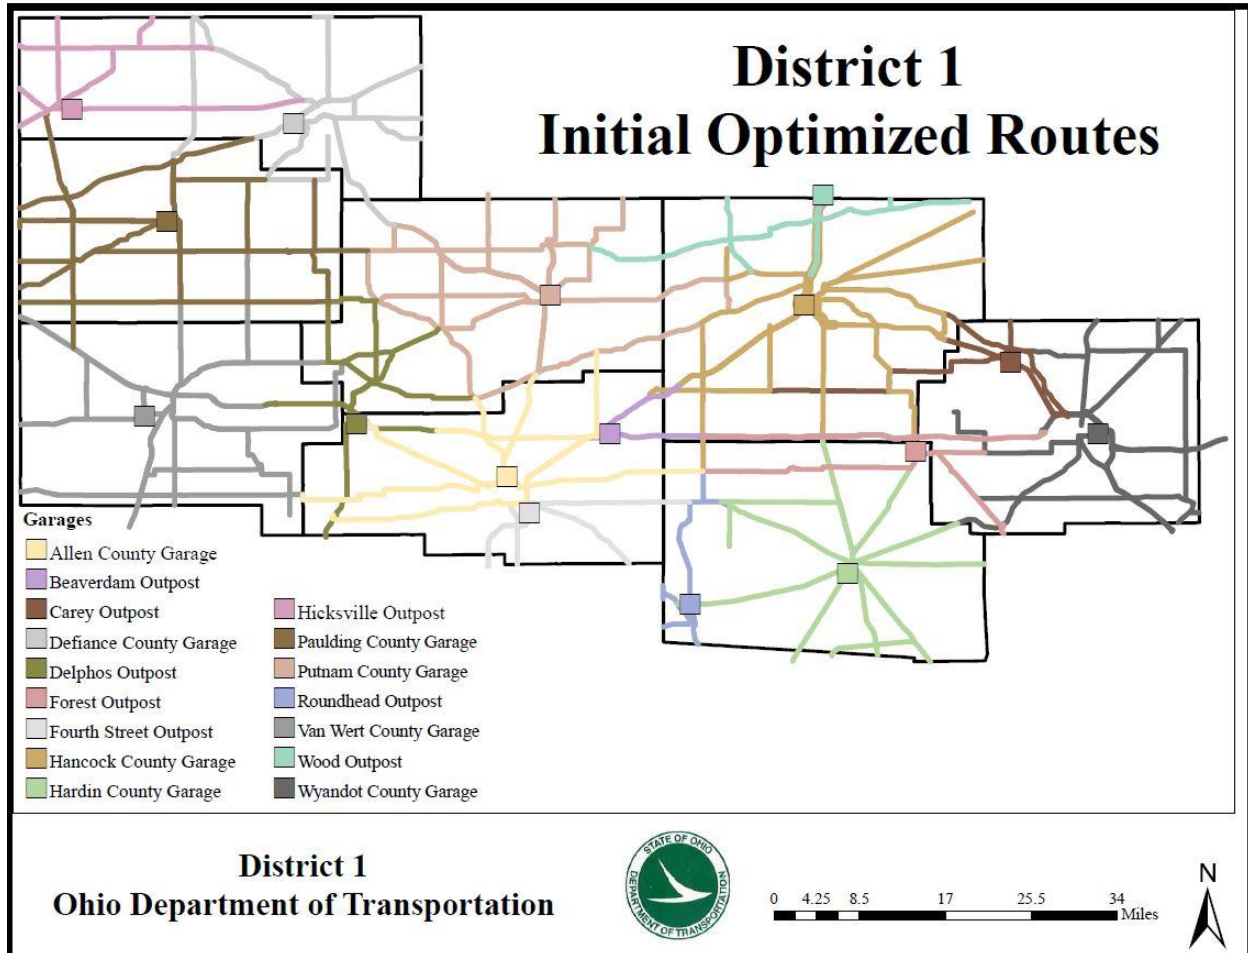 District 1
Initial Optimized Routes
Garages
Allen County Garage
Beaverdam Outpost
Carey Outpost
Defiance County Garage
Delphos Outpost
Forest Outpost
Fourth Street Outpost
Hancock County Garage
Hardin County Garage
Hicksville Outpost
Paulding County Garage
Putnam County Garage
Roundhead Outpost
Van Wert County Garage
Wood Outpost
Wyandot County Garage
District 1
Ohio Department of Transportation
STATE OF OHIO
DEPARTMENT OF TRANSPORTATION
0 4.25 8.5 17 25.5 34
Miles
N